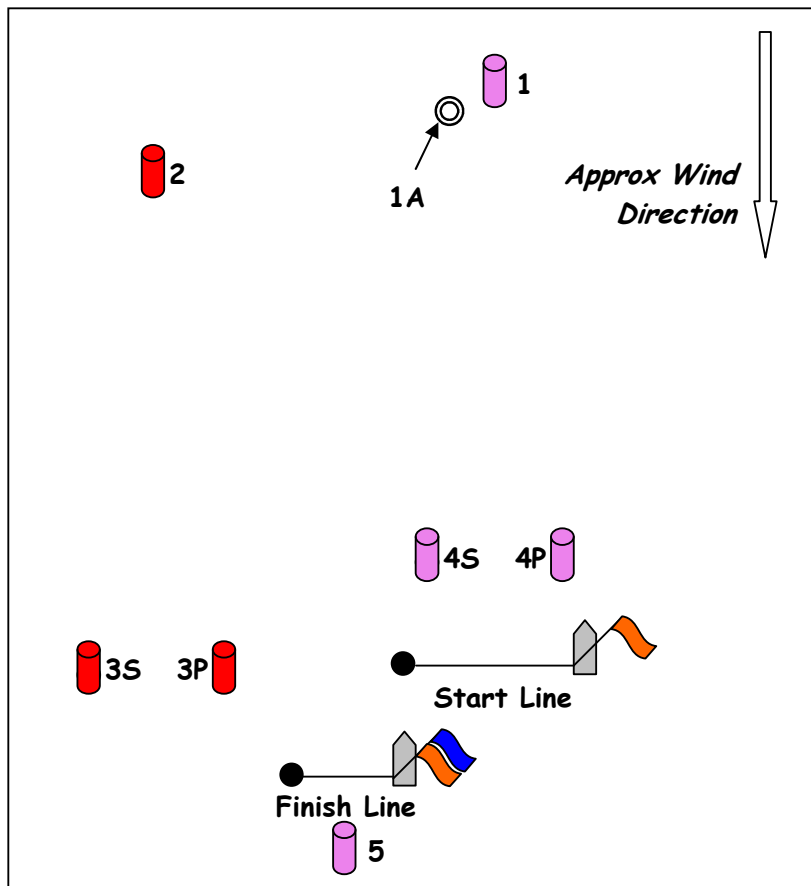 1
1A
2
Approx Wind
Direction
4S
4P
3S
3P
Start Line
Finish Line
5